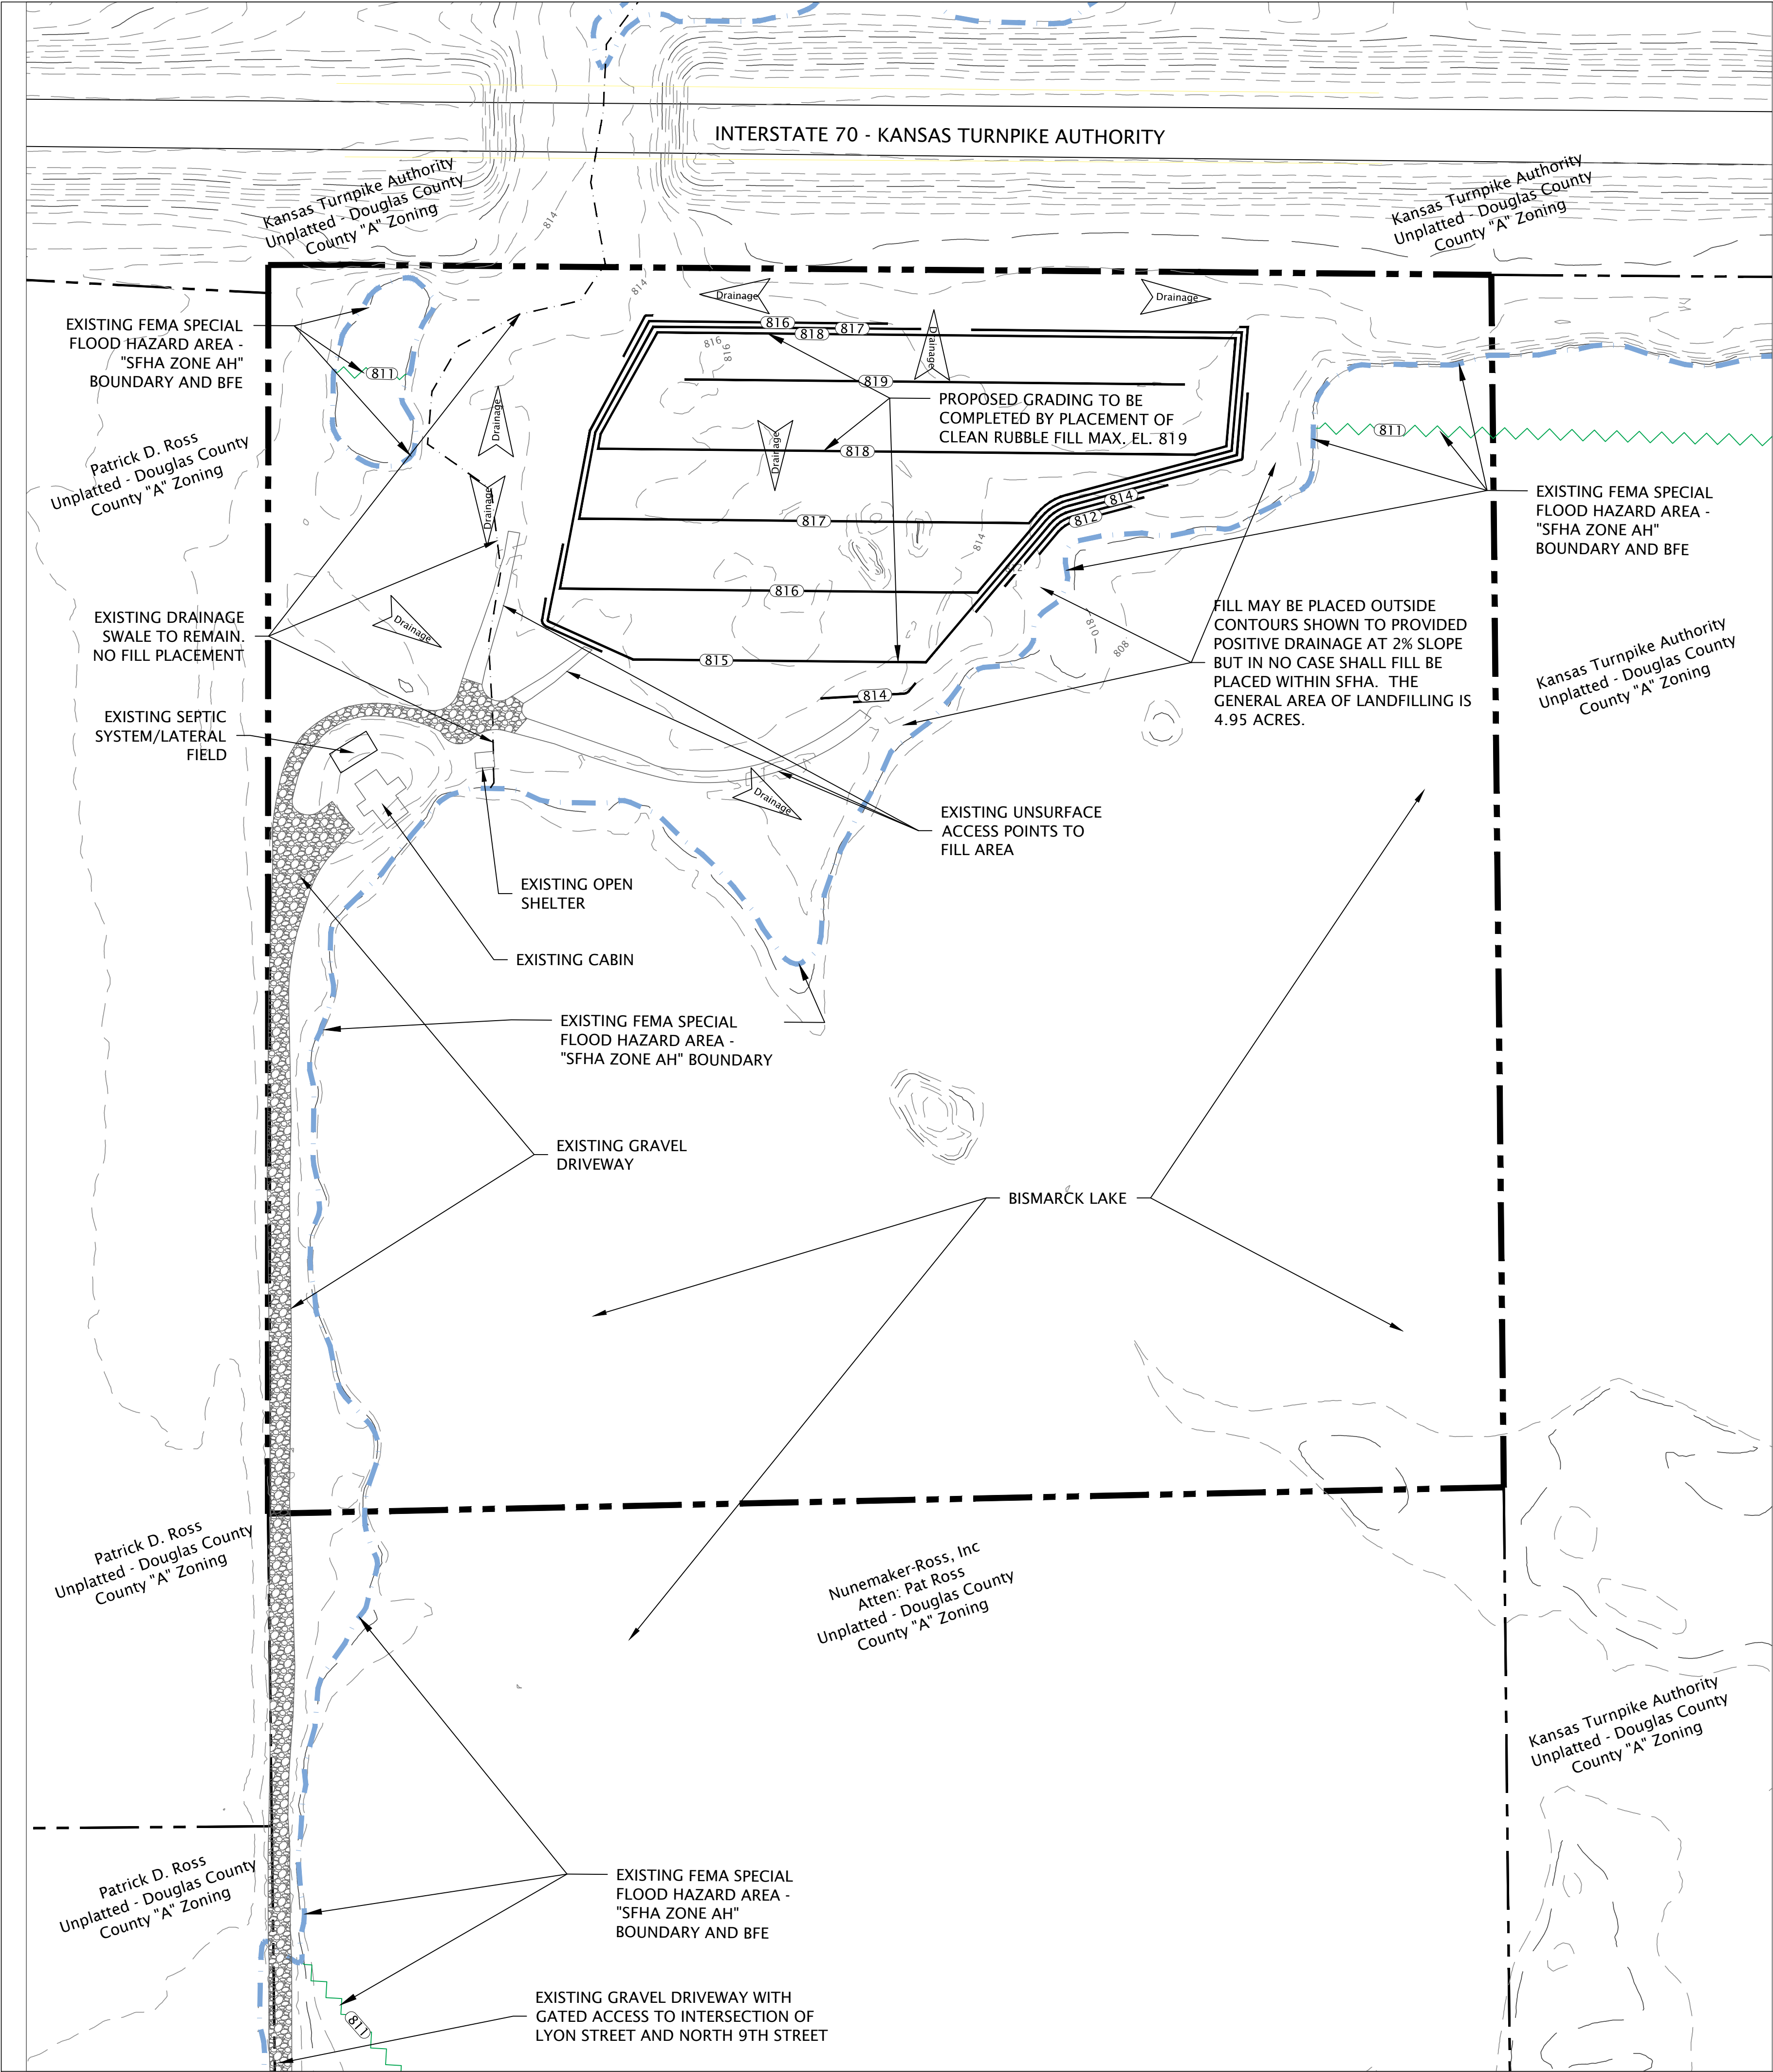 INTERSTATE 70 - KANSAS TURNPIKE AUTHORITY
Kansas Turnpike Authority
Unplatted - Douglas County
County "A" Zoning
Kansas Turnpike Authority
Unplatted - Douglas County
County "A" Zoning
814
814
Drainage
Drainage
EXISTING FEMA SPECIAL
FLOOD HAZARD AREA -
"SFHA ZONE AH"
BOUNDARY AND BFE
811
816
817
818
816
816
Drainage
819
PROPOSED GRADING TO BE
COMPLETED BY PLACEMENT OF
CLEAN RUBBLE FILL MAX. EL. 819
Drainage
Drainage
818
811
Patrick D. Ross
Unplatted - Douglas County
County "A" Zoning
Drainage
817
814
812
814
EXISTING FEMA SPECIAL
FLOOD HAZARD AREA -
"SFHA ZONE AH"
BOUNDARY AND BFE
816
EXISTING DRAINAGE
SWALE TO REMAIN.
NO FILL PLACEMENT
Drainage
810
808
FILL MAY BE PLACED OUTSIDE
CONTOURS SHOWN TO PROVIDED
POSITIVE DRAINAGE AT 2% SLOPE
BUT IN NO CASE SHALL FILL BE
PLACED WITHIN SFHA.  THE
GENERAL AREA OF LANDFILLING IS
4.95 ACRES.
Kansas Turnpike Authority
Unplatted - Douglas County
County "A" Zoning
815
814
EXISTING SEPTIC
SYSTEM/LATERAL
FIELD
Drainage
EXISTING UNSURFACE
ACCESS POINTS TO
FILL AREA
EXISTING OPEN
SHELTER
EXISTING CABIN
EXISTING FEMA SPECIAL
FLOOD HAZARD AREA -
"SFHA ZONE AH" BOUNDARY
EXISTING GRAVEL
DRIVEWAY
BISMARCK LAKE
Patrick D. Ross
Unplatted - Douglas County
County "A" Zoning
Nunemaker-Ross, Inc
Atten: Pat Ross
Unplatted - Douglas County
County "A" Zoning
Kansas Turnpike Authority
Unplatted - Douglas County
County "A" Zoning
Patrick D. Ross
Unplatted - Douglas County
County "A" Zoning
EXISTING FEMA SPECIAL
FLOOD HAZARD AREA -
"SFHA ZONE AH"
BOUNDARY AND BFE
811
EXISTING GRAVEL DRIVEWAY WITH
GATED ACCESS TO INTERSECTION OF
LYON STREET AND NORTH 9TH STREET